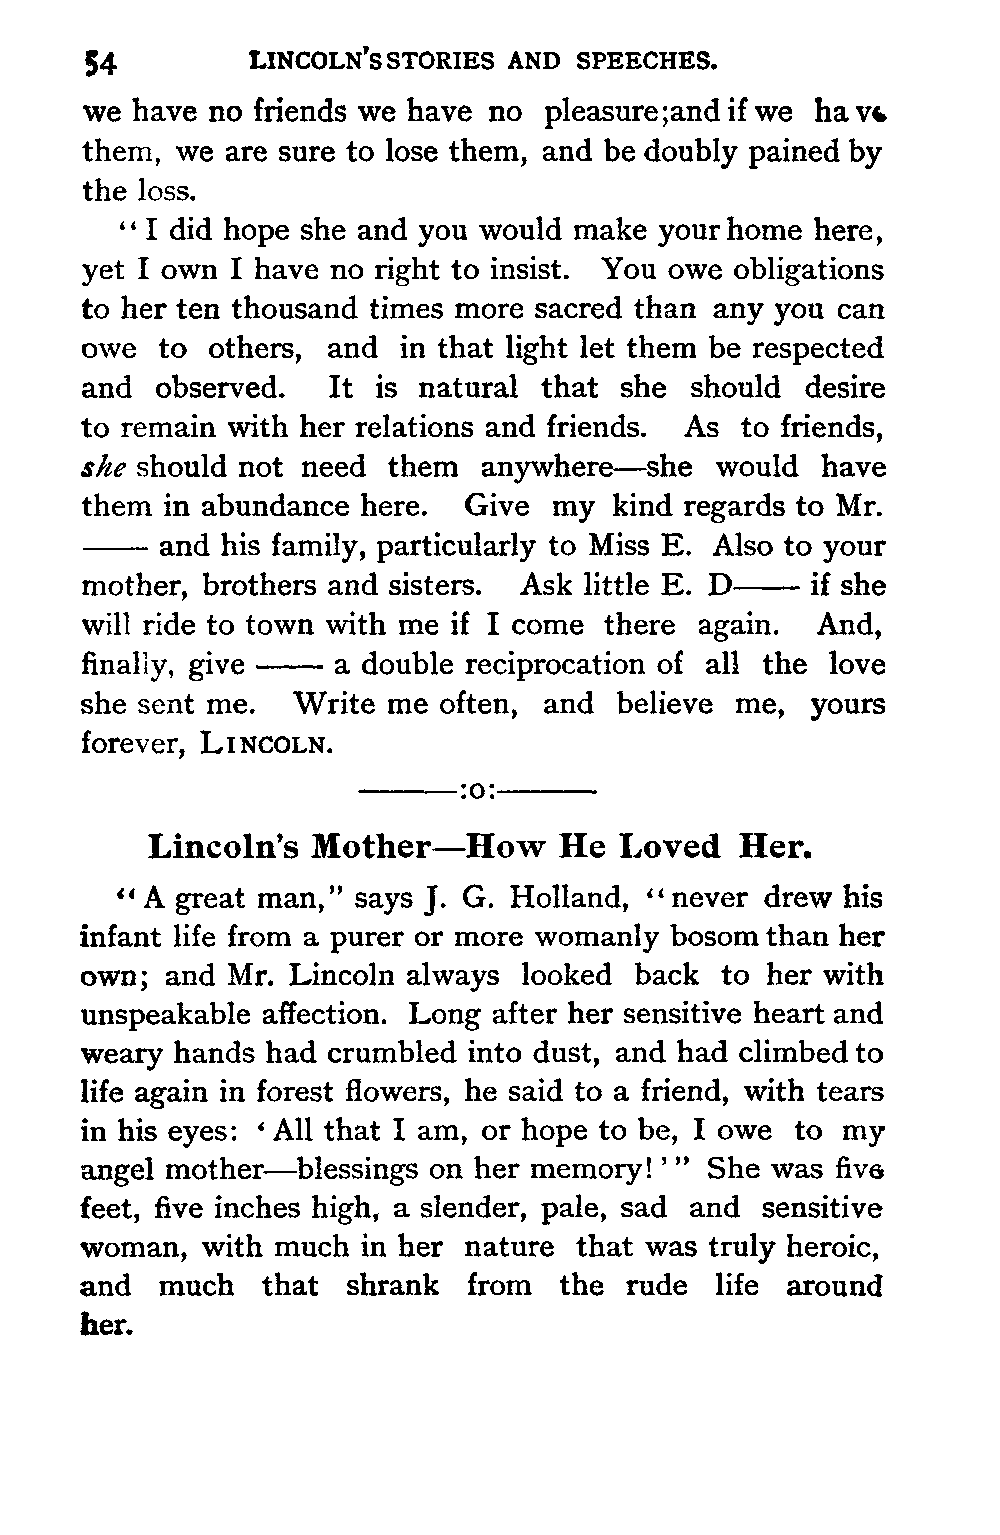 54 LINCOLN'S STORIES AND SPEECHES.
we have no friends we have no pleasure;and if we have
them, we are sure to lose them, and be doubly pained by
the loss.
"I did hope she and you would make your home here,
yet I own I have no right to insist. You owe obligations
to her ten thousand times more sacred than any you can
owe to others, and in that light let them be respected
and observed. It is natural that she should desire
to remain with her relations and friends. As to friends,
she should not need them anywhere—she would have
them in abundance here. Give my kind regards to Mr.
—— and his family, particularly to Miss E. Also to your
mother, brothers and sisters. Ask little E. D—— if she
will ride to town with me if I come there again. And,
finally, give —— a double reciprocation of all the love
she sent me. Write me often, and believe me, yours
forever, LINCOLN.
———:o:———
Lincoln's Mother—How He Loved Her.
"A great man," says J. G. Holland, "never drew his
infant life from a purer or more womanly bosom than her
own; and Mr. Lincoln always looked back to her with
unspeakable affection. Long after her sensitive heart and
weary hands had crumbled into dust, and had climbed to
life again in forest flowers, he said to a friend, with tears
in his eyes: 'All that I am, or hope to be, I owe to my
angel mother—blessings on her memory!'" She was five
feet, five inches high, a slender, pale, sad and sensitive
woman, with much in her nature that was truly heroic,
and much that shrank from the rude life around
her.